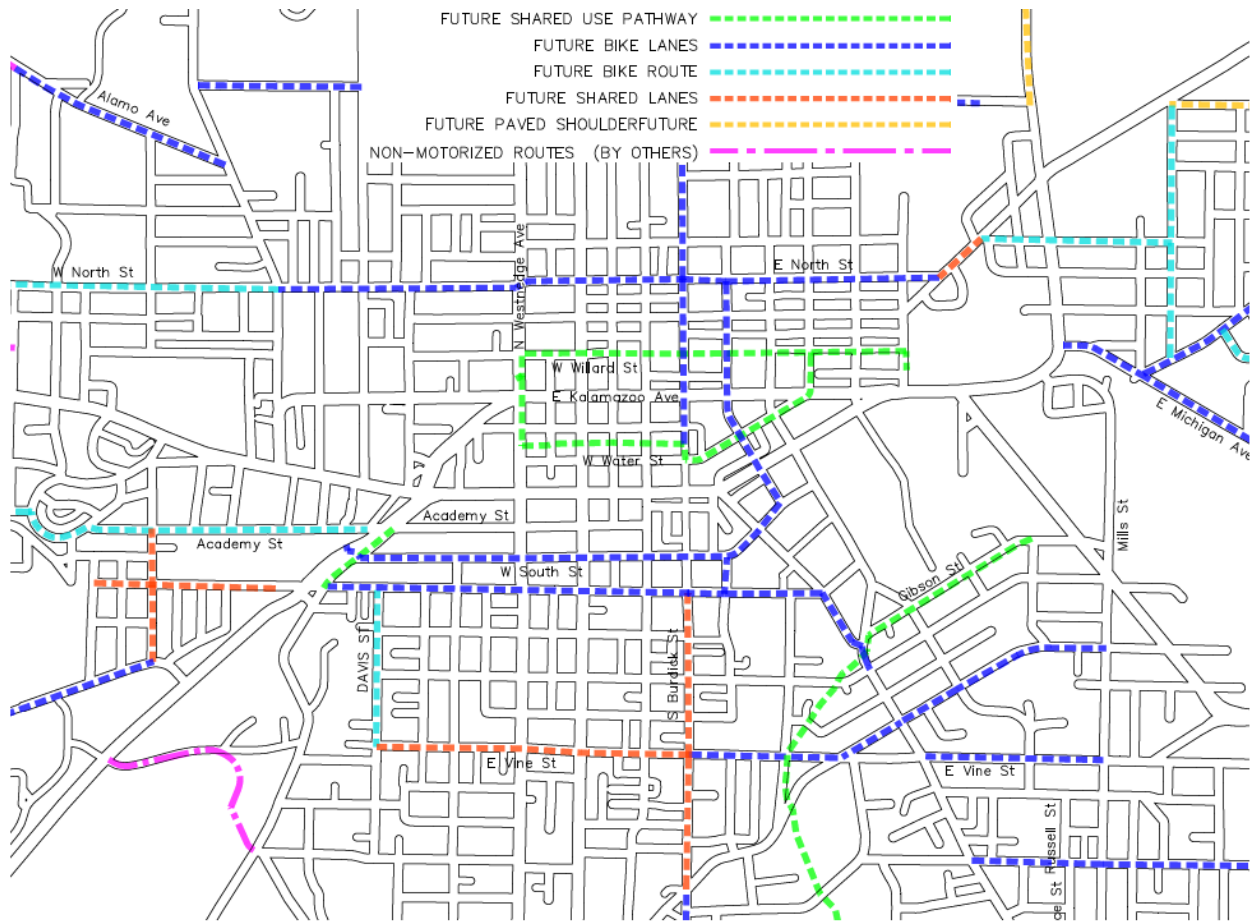 FUTURE SHARED USE PATHWAY
FUTURE BIKE LANES
FUTURE BIKE ROUTE
FUTURE SHARED LANES
FUTURE PAVED SHOULDERFUTURE
NON-MOTORIZED ROUTES (BY OTHERS)
Alamo Ave
N Westnedge Ave
W North St
E North St
W Willard St
E Kalamazoo Ave
E Michigan Ave
W Water St
Academy St
Academy St
Mills St
W South St
Gibson St
DAVIS ST
S Burdick St
E Vine St
E Vine St
Russell St
ce St